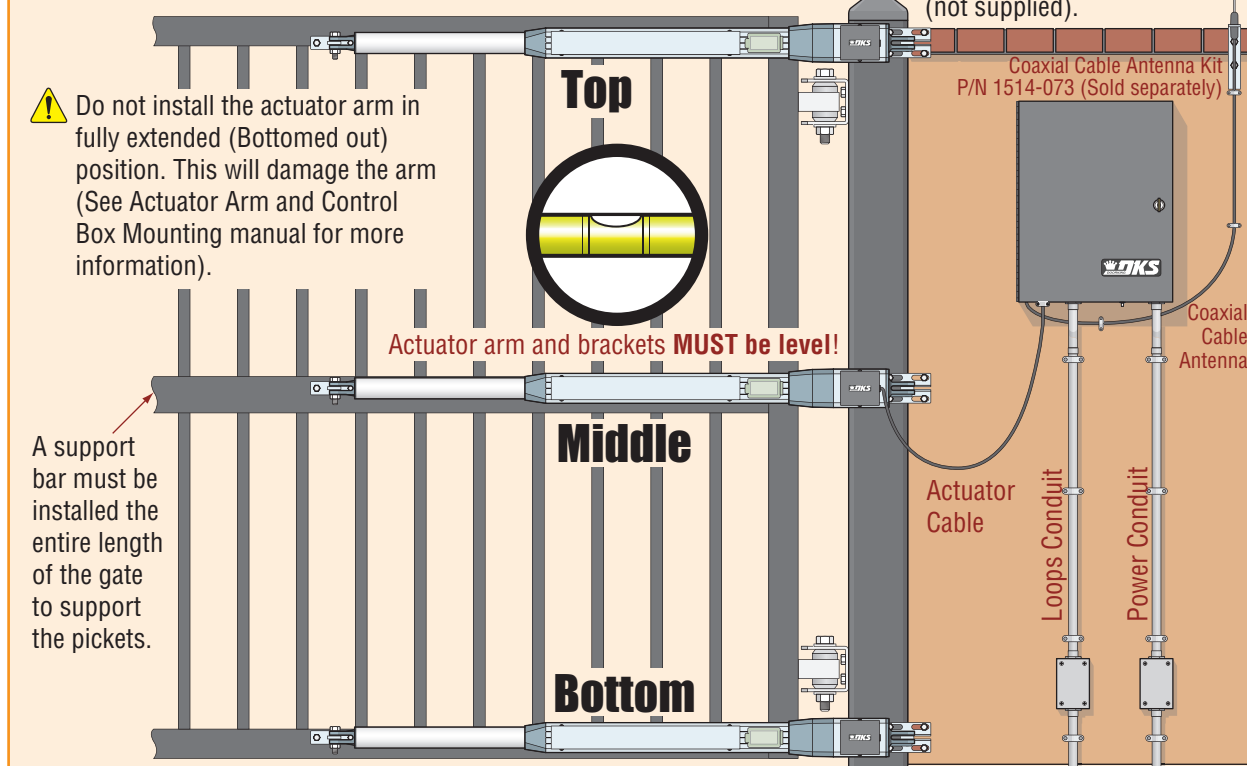 (not supplied).
Coaxial Cable Antenna Kit
P/N 1514-073 (Sold separately)
DKS
Top
Do not install the actuator arm in
fully extended (Bottomed out)
position. This will damage the arm
(See Actuator Arm and Control
Box Mounting manual for more
information).
DKS
Coaxial
Cable
Antenna
Actuator arm and brackets MUST be level!
DKS
Middle
A support
bar must be
installed the
entire length
of the gate
to support
the pickets.
Actuator
Cable
Loops Conduit
Power Conduit
Bottom
DKS